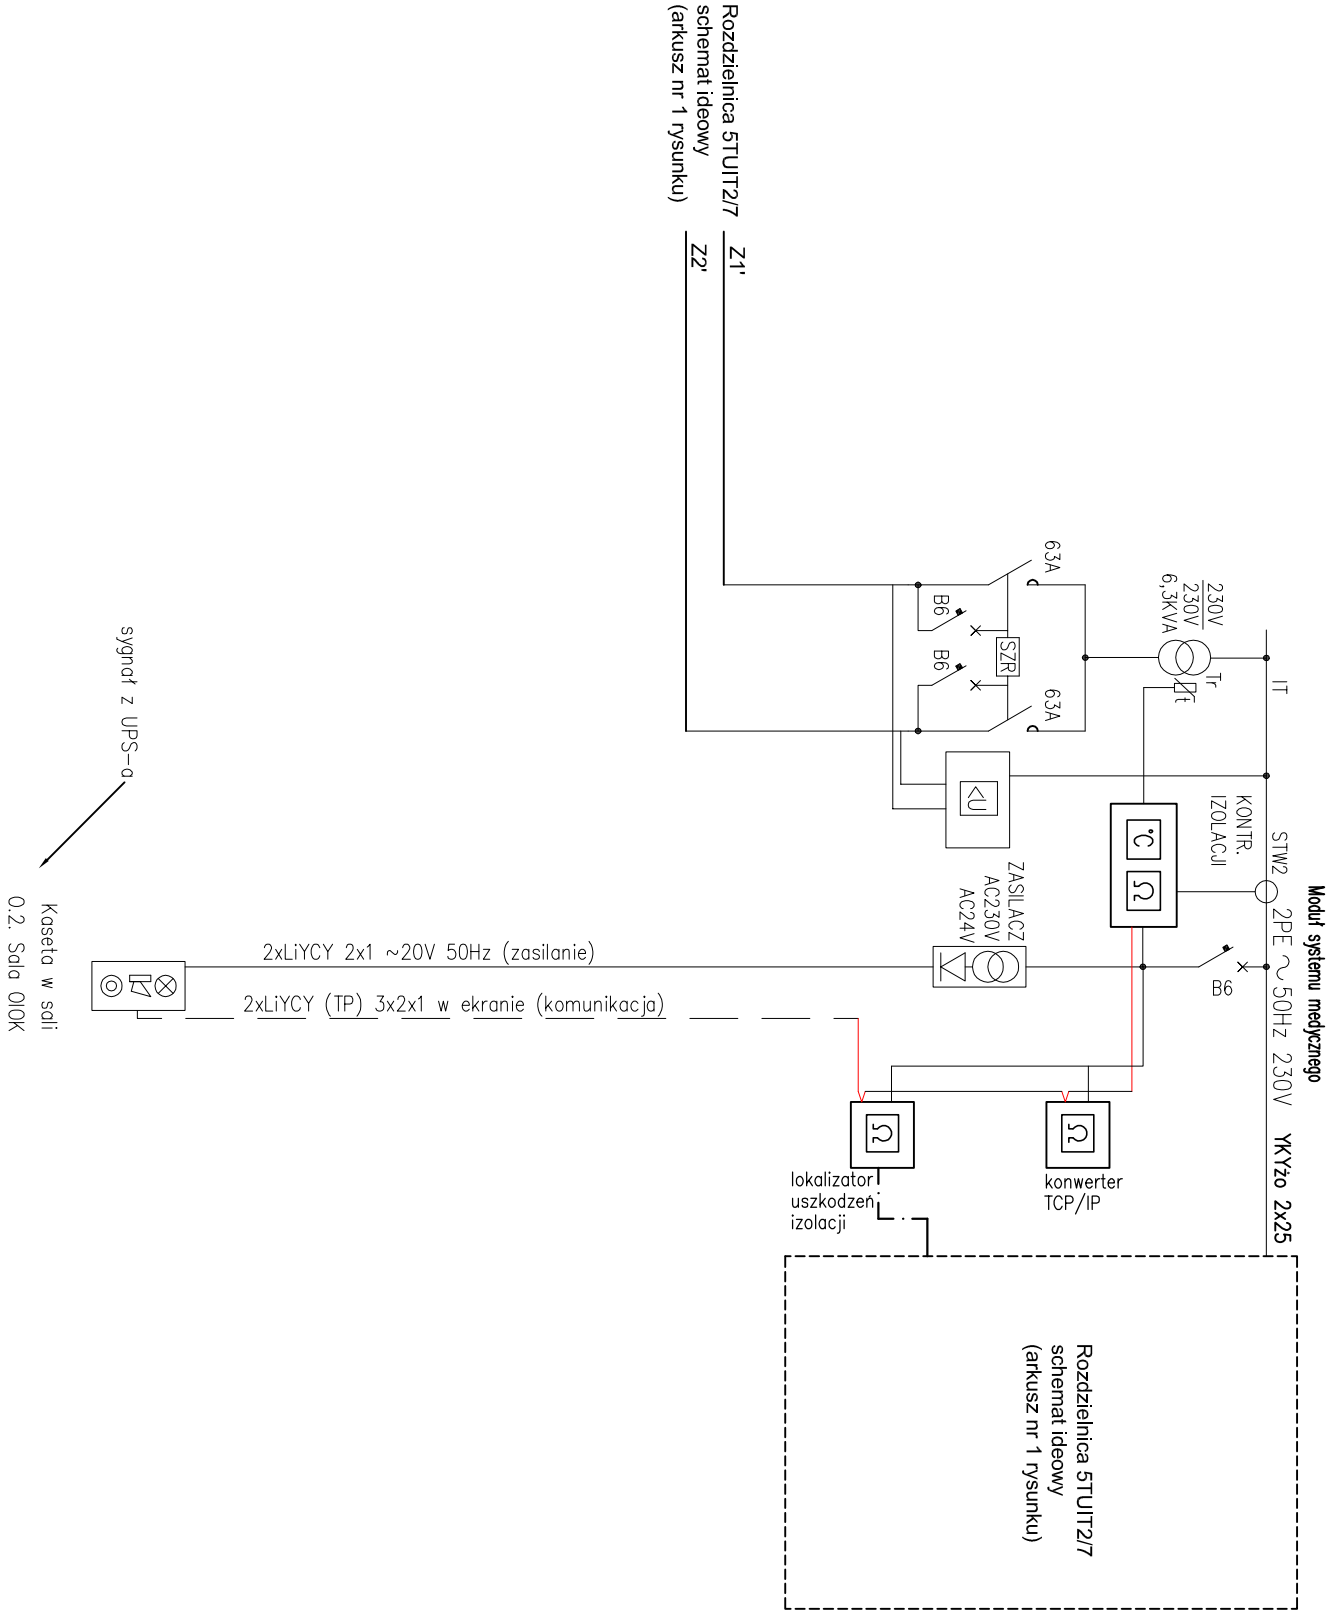 Moduł systemu medycznego
IT
STW2
2PE ~ 50Hz 230V
YKYżo 2x25
230V
230V
6,3KVA
Tr
t
KONTR.
IZOLACJI
°C
Ω
B6
63A
63A
B6
B6
SZR
<U
ZASILACZ
AC230V
AC24V
Ω
konwerter
TCP/IP
Ω
lokalizator
uszkodzeń
izolacji
Rozdzielnica 5TUIT2/7
schemat ideowy
(arkusz nr 1 rysunku)
Rozdzielnica 5TUIT2/7
schemat ideowy
(arkusz nr 1 rysunku)
Z1'
Z2'
2xLiYCY 2x1 ~20V 50Hz (zasilanie)
2xLiYCY (TP) 3x2x1 w ekranie (komunikacja)
sygnał z UPS-a
Kaseta w sali
0.2. Sala OIOK